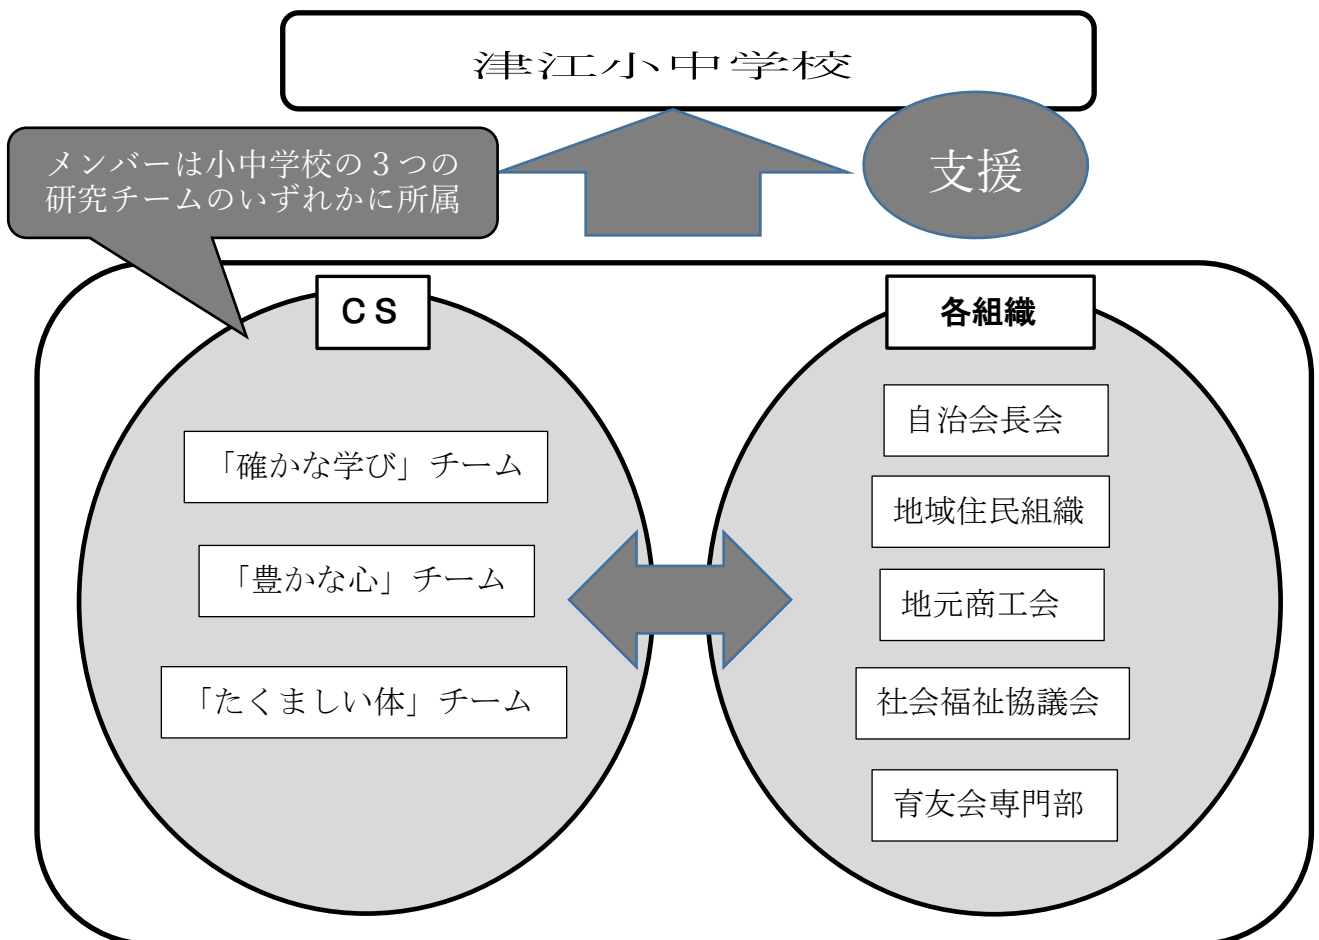 津江小中学校
メンバーは小中学校の３つの
研究チームのいずれかに所属
支援
ＣＳ
「確かな学び」チーム
「豊かな心」チーム
「たくましい体」チーム
各組織
自治会長会
地域住民組織
地元商工会
社会福祉協議会
育友会専門部